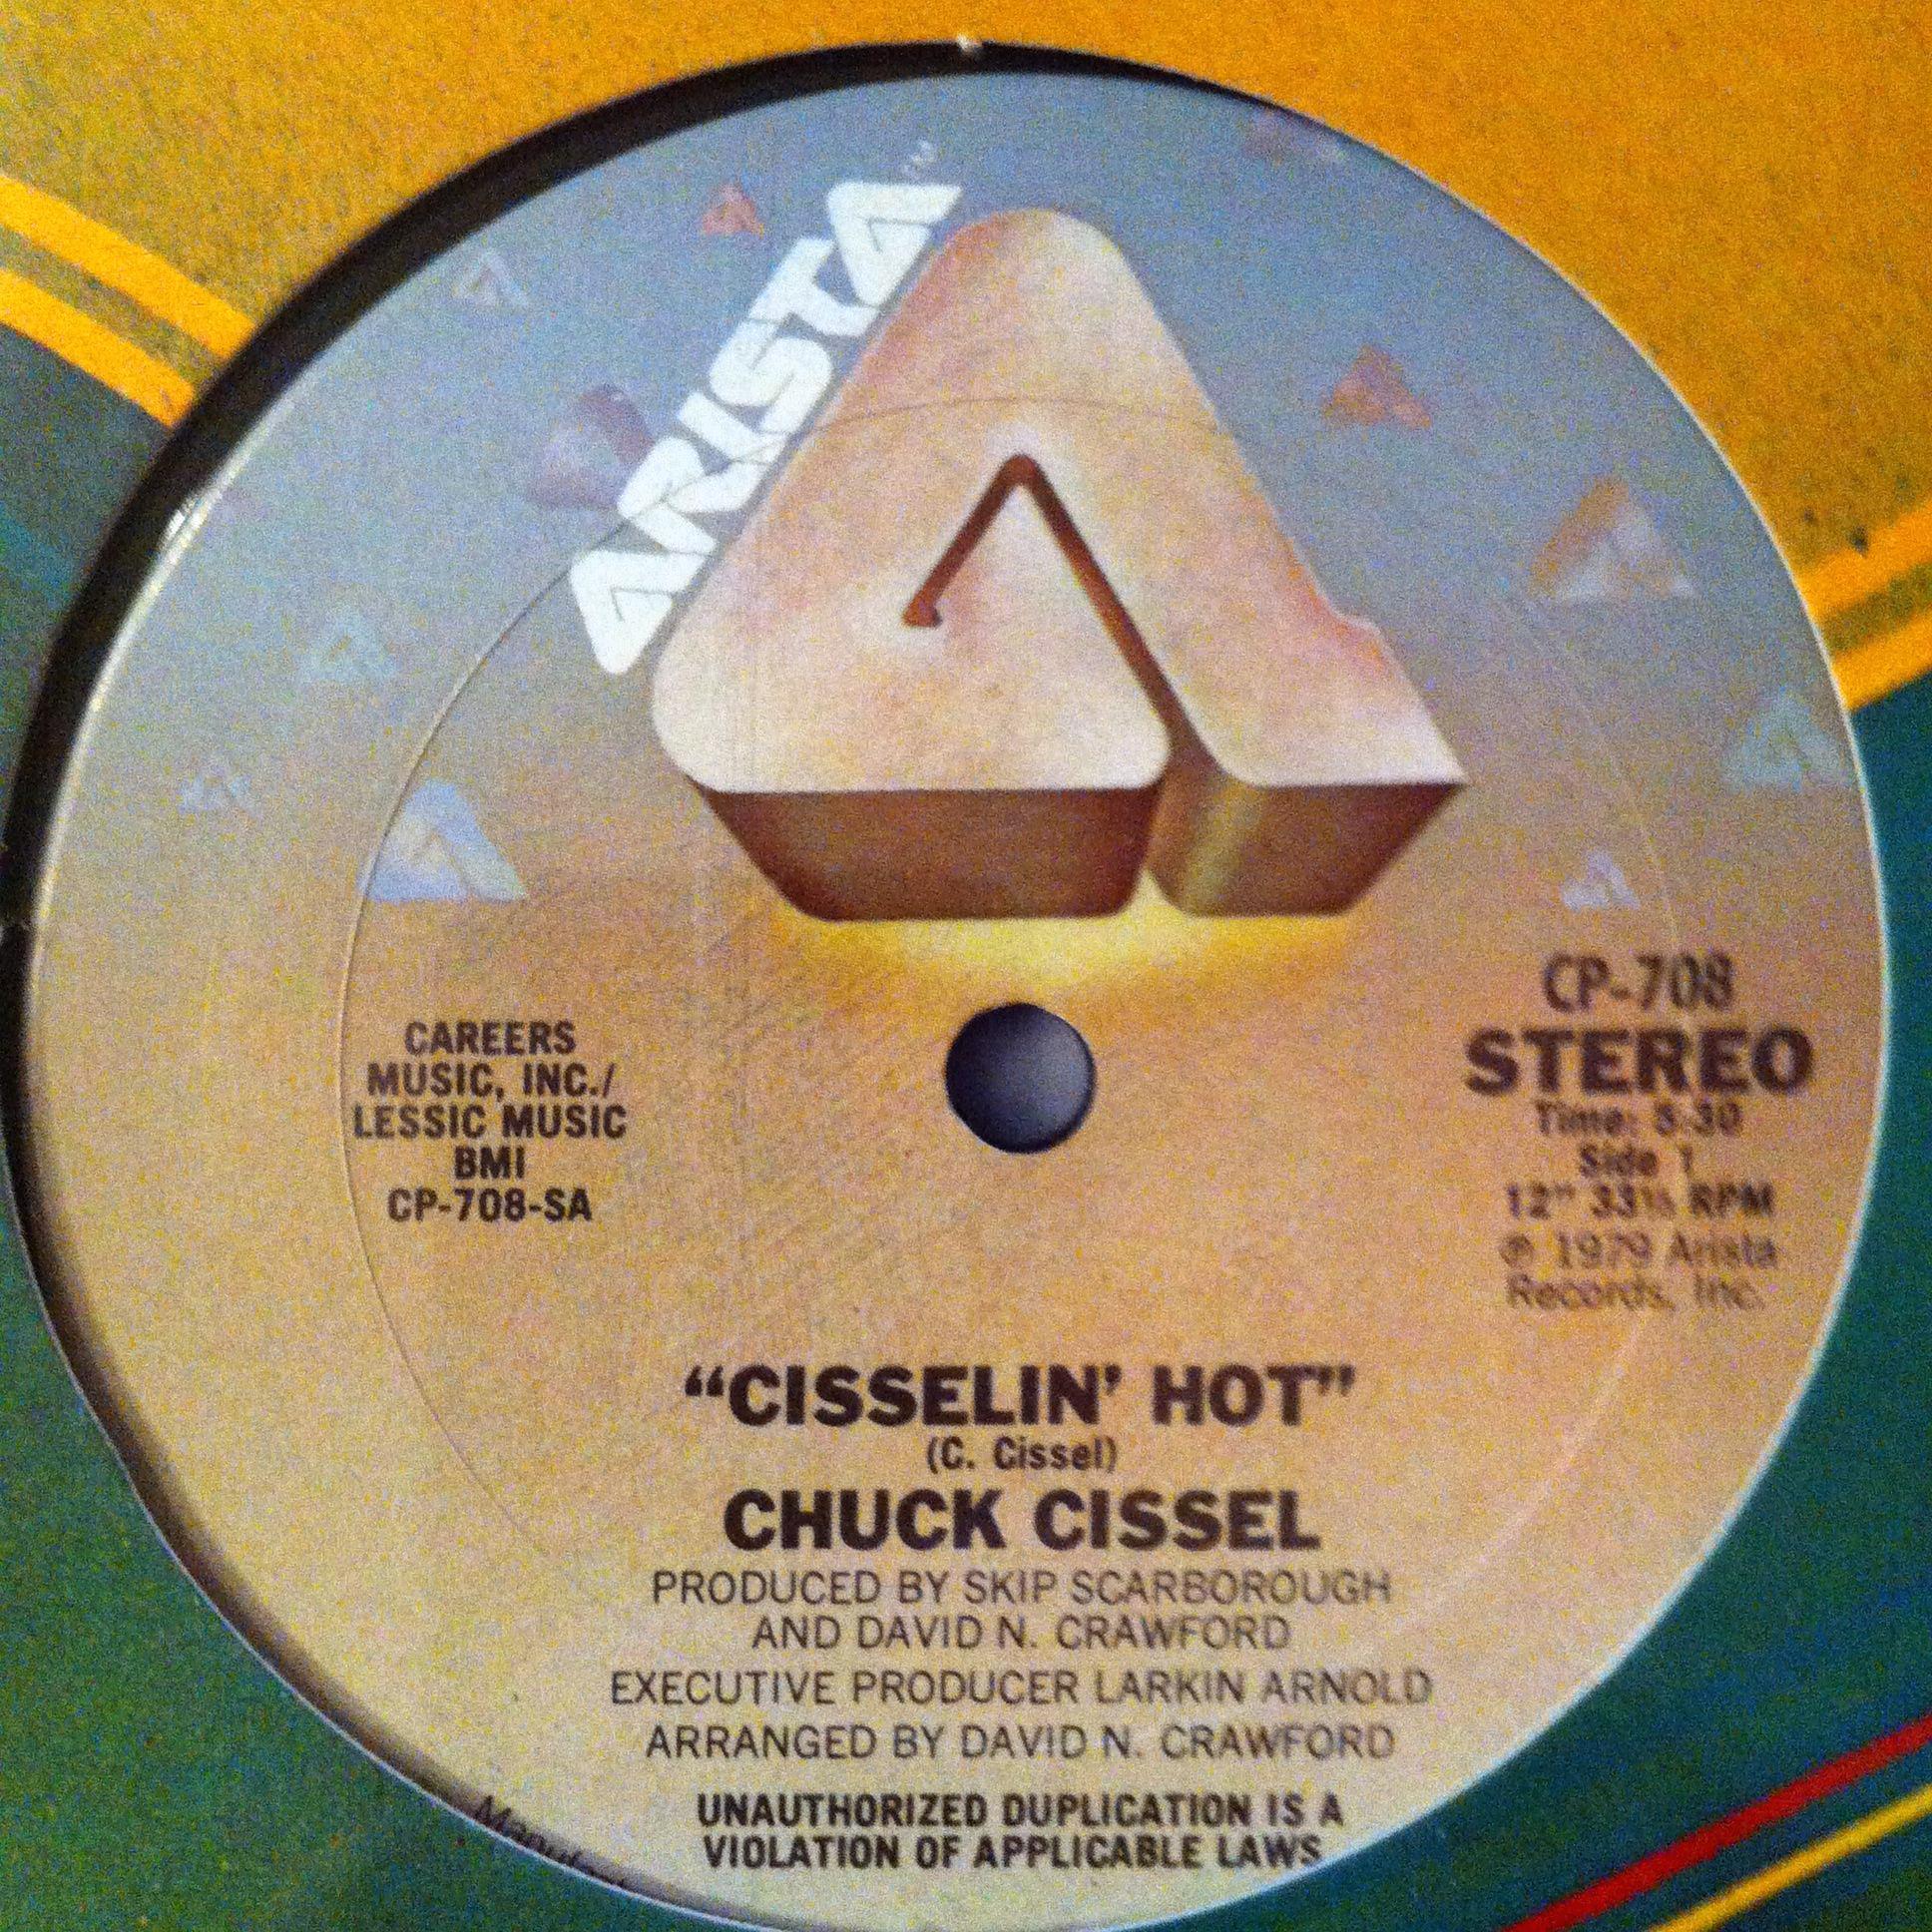 ARISTA
CAREERS
MUSIC, INC./
LESSIC MUSIC
BMI
CP-708-SA
CP-708
STEREO
Time: 5:30
Side 1
12" 33⅓ RPM
℗ 1979 Arista
Records, Inc.
“CISSELIN’ HOT”
(C. Cissel)
CHUCK CISSEL
PRODUCED BY SKIP SCARBOROUGH
AND DAVID N. CRAWFORD
EXECUTIVE PRODUCER LARKIN ARNOLD
ARRANGED BY DAVID N. CRAWFORD
UNAUTHORIZED DUPLICATION IS A
VIOLATION OF APPLICABLE LAWS